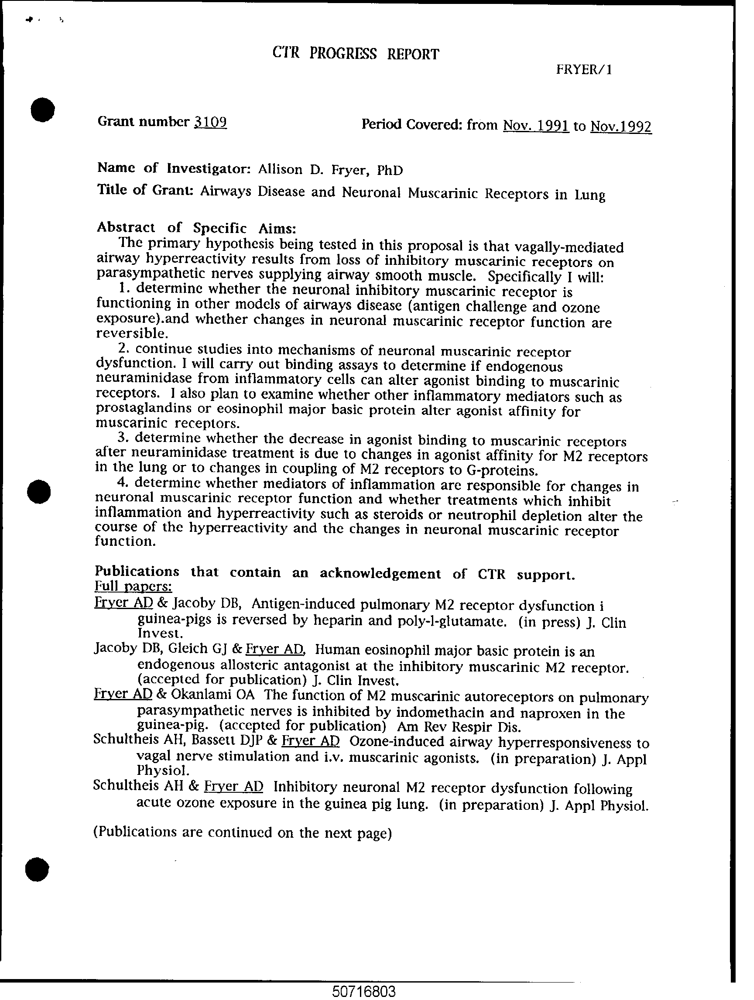 CTR PROGRESS REPORT
FRYER/1
Grant number 3109 Period Covered: from Nov. 1991 to Nov.1992
Name of Investigator: Allison D. Fryer, PhD
Title of Grant: Airways Disease and Neuronal Muscarinic Receptors in Lung
Abstract of Specific Aims:
The primary hypothesis being tested in this proposal is that vagally-mediated
airway hyperreactivity results from loss of inhibitory muscarinic receptors on
parasympathetic nerves supplying airway smooth muscle. Specifically I will:
1. determine whether the neuronal inhibitory muscarinic receptor is
functioning in other models of airways disease (antigen challenge and ozone
exposure).and whether changes in neuronal muscarinic receptor function are
reversible.
2. continue studies into mechanisms of neuronal muscarinic receptor
dysfunction. I will carry out binding assays to determine if endogenous
neuraminidase from inflammatory cells can alter agonist binding to muscarinic
receptors. I also plan to examine whether other inflammatory mediators such as
prostaglandins or eosinophil major basic protein alter agonist affinity for
muscarinic receptors.
3. determine whether the decrease in agonist binding to muscarinic receptors
after neuraminidase treatment is due to changes in agonist affinity for M2 receptors
in the lung or to changes in coupling of M2 receptors to G-proteins.
4. determine whether mediators of inflammation are responsible for changes in
neuronal muscarinic receptor function and whether treatments which inhibit
inflammation and hyperreactivity such as steroids or neutrophil depletion alter the
course of the hyperreactivity and the changes in neuronal muscarinic receptor
function.
Publications that contain an acknowledgement of CTR support.
Full papers:
Fryer AD & Jacoby DB, Antigen-induced pulmonary M2 receptor dysfunction i
guinea-pigs is reversed by heparin and poly-l-glutamate. (in press) J. Clin
Invest.
Jacoby DB, Gleich GJ & Fryer AD, Human eosinophil major basic protein is an
endogenous allosteric antagonist at the inhibitory muscarinic M2 receptor.
(accepted for publication) J. Clin Invest.
Fryer AD & Okanlami OA The function of M2 muscarinic autoreceptors on pulmonary
parasympathetic nerves is inhibited by indomethacin and naproxen in the
guinea-pig. (accepted for publication) Am Rev Respir Dis.
Schultheis AH, Bassett DJP & Fryer AD Ozone-induced airway hyperresponsiveness to
vagal nerve stimulation and i.v. muscarinic agonists. (in preparation) J. Appl
Physiol.
Schultheis AH & Fryer AD Inhibitory neuronal M2 receptor dysfunction following
acute ozone exposure in the guinea pig lung. (in preparation) J. Appl Physiol.
(Publications are continued on the next page)
50716803